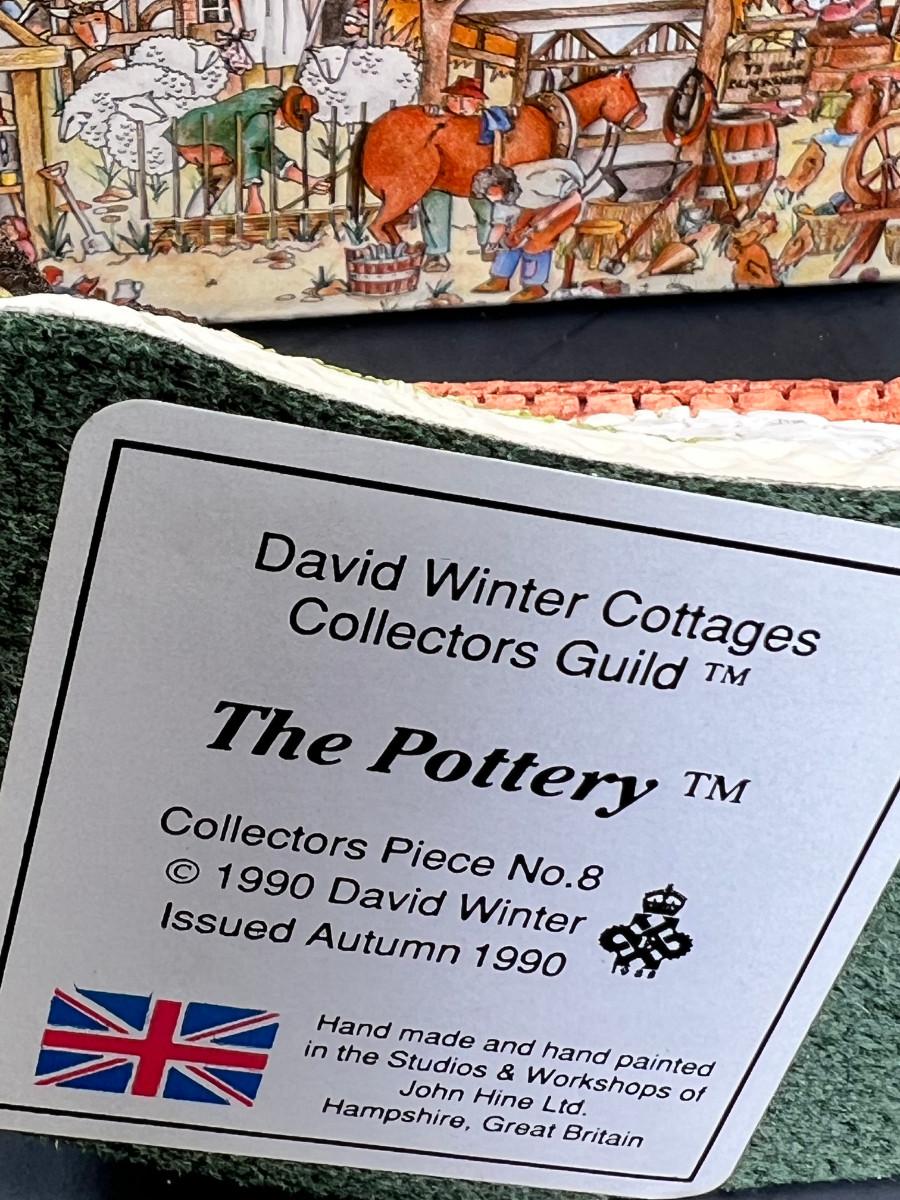 David Winter Cottages
Collectors Guild ™
The Pottery ™
Collectors Piece No.8
© 1990 David Winter
Issued Autumn 1990
Hand made and hand painted
in the Studios & Workshops of
John Hine Ltd.
Hampshire, Great Britain